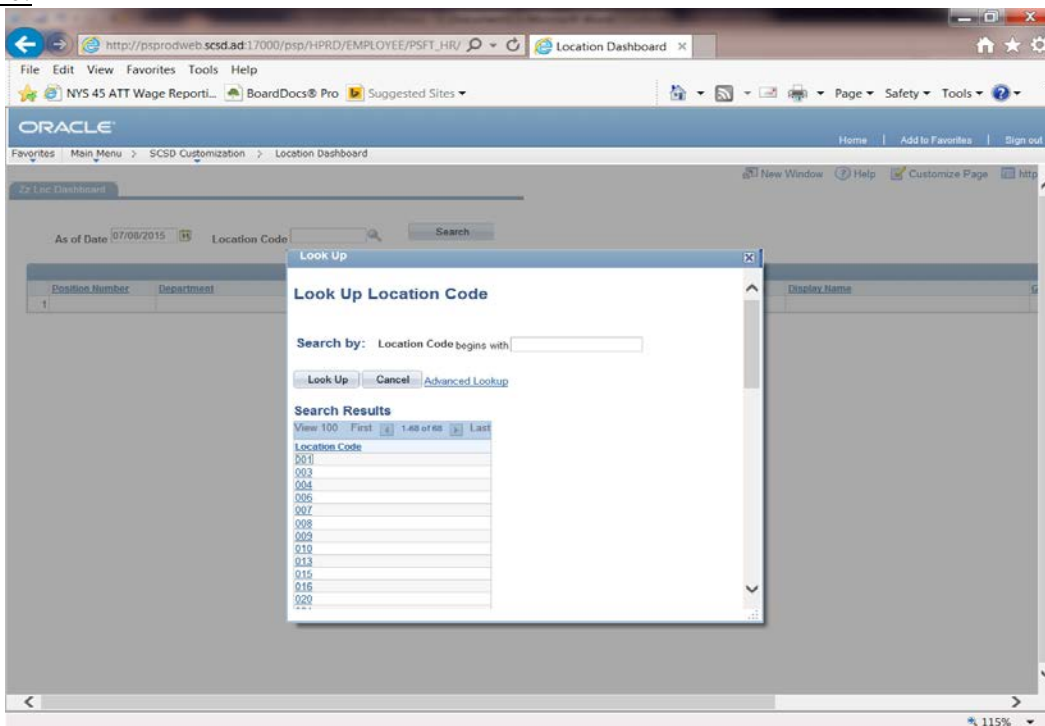 http://psprodweb.scsd.ad:17000/psp/HPRD/EMPLOYEE/PSFT_HR/ Location Dashboard
File Edit View Favorites Tools Help
NYS 45 ATT Wage Reporti... BoardDocs® Pro Suggested Sites Page Safety Tools
ORACLE
Home | Add to Favorites | Sign out
Favorites Main Menu > SCSD Customization > Location Dashboard
New Window Help Customize Page http
Zz Loc Dashboard
As of Date 07/08/2015 Location Code Search
Look Up
Position Number Department Display Name
1
Look Up Location Code
Search by: Location Code begins with
Look Up Cancel Advanced Lookup
Search Results
View 100 First 1-68 of 68 Last
Location Code
001
003
004
006
007
008
009
010
013
015
016
020
115%